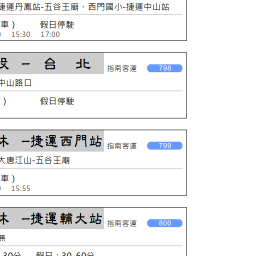 捷運丹鳳站-五谷王廟、西門國小-捷運中山站
車 ） 假日停駛
15:30 17:00
投 － 台 北 指南客運 798
中山路口
） 假日停駛
林 －捷運西門站 指南客運 799
大唐江山-五谷王廟
車 ）
15:55
林 －捷運輔大站 指南客運 800
無
30分 假日：30-60分